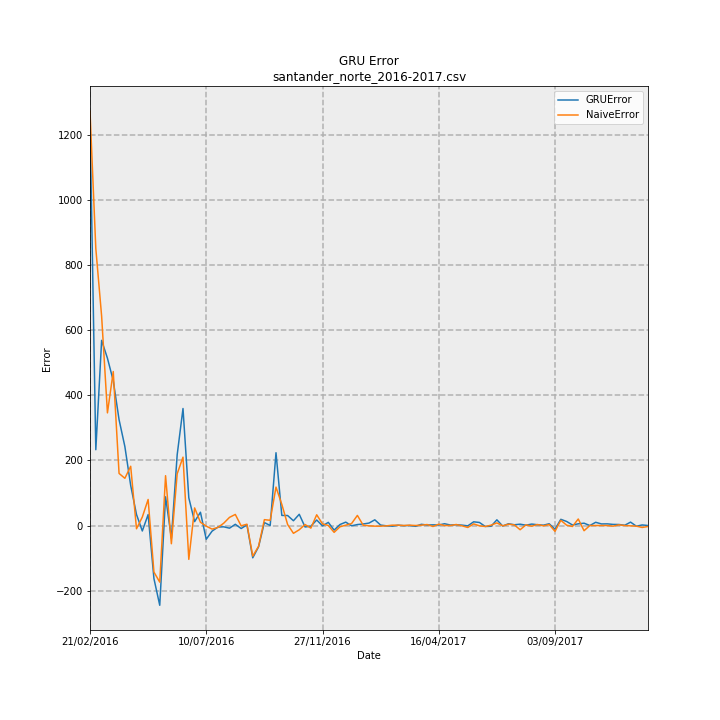 GRU Error
santander_norte_2016-2017.csv
GRUError
NaiveError
1200
1000
800
600
400
200
0
−200
Error
21/02/2016
10/07/2016
27/11/2016
16/04/2017
03/09/2017
Date